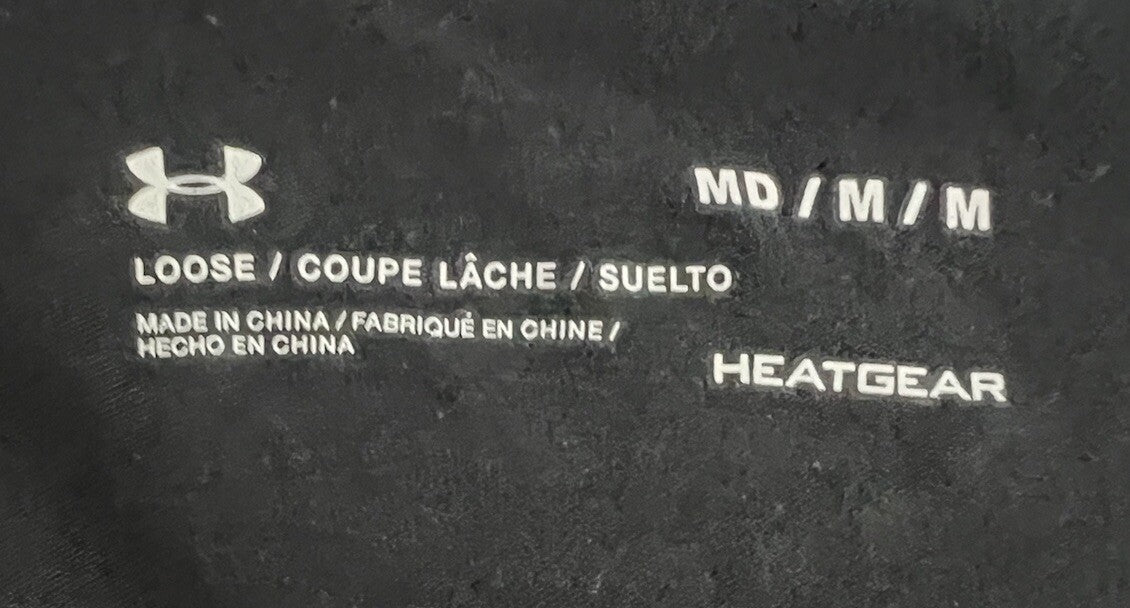 MD / M / M
LOOSE / COUPE LÂCHE / SUELTO
MADE IN CHINA / FABRIQUÉ EN CHINE /
HECHO EN CHINA
HEATGEAR